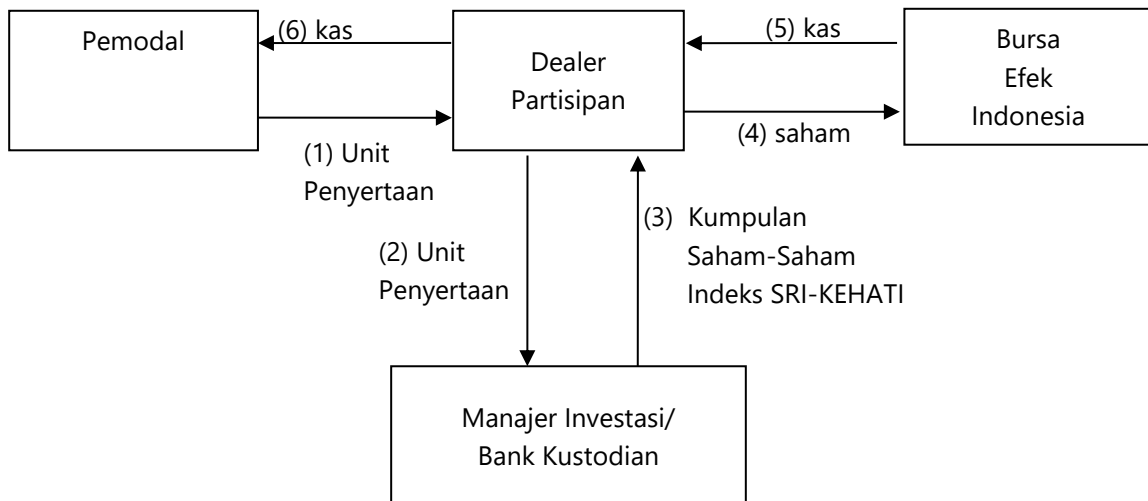 Pemodal
(6) kas
Dealer
Partisipan
(5) kas
Bursa
Efek
Indonesia
(1) Unit
Penyertaan
(4) saham
(2) Unit
Penyertaan
(3) Kumpulan
Saham-Saham
Indeks SRI-KEHATI
Manajer Investasi/
Bank Kustodian